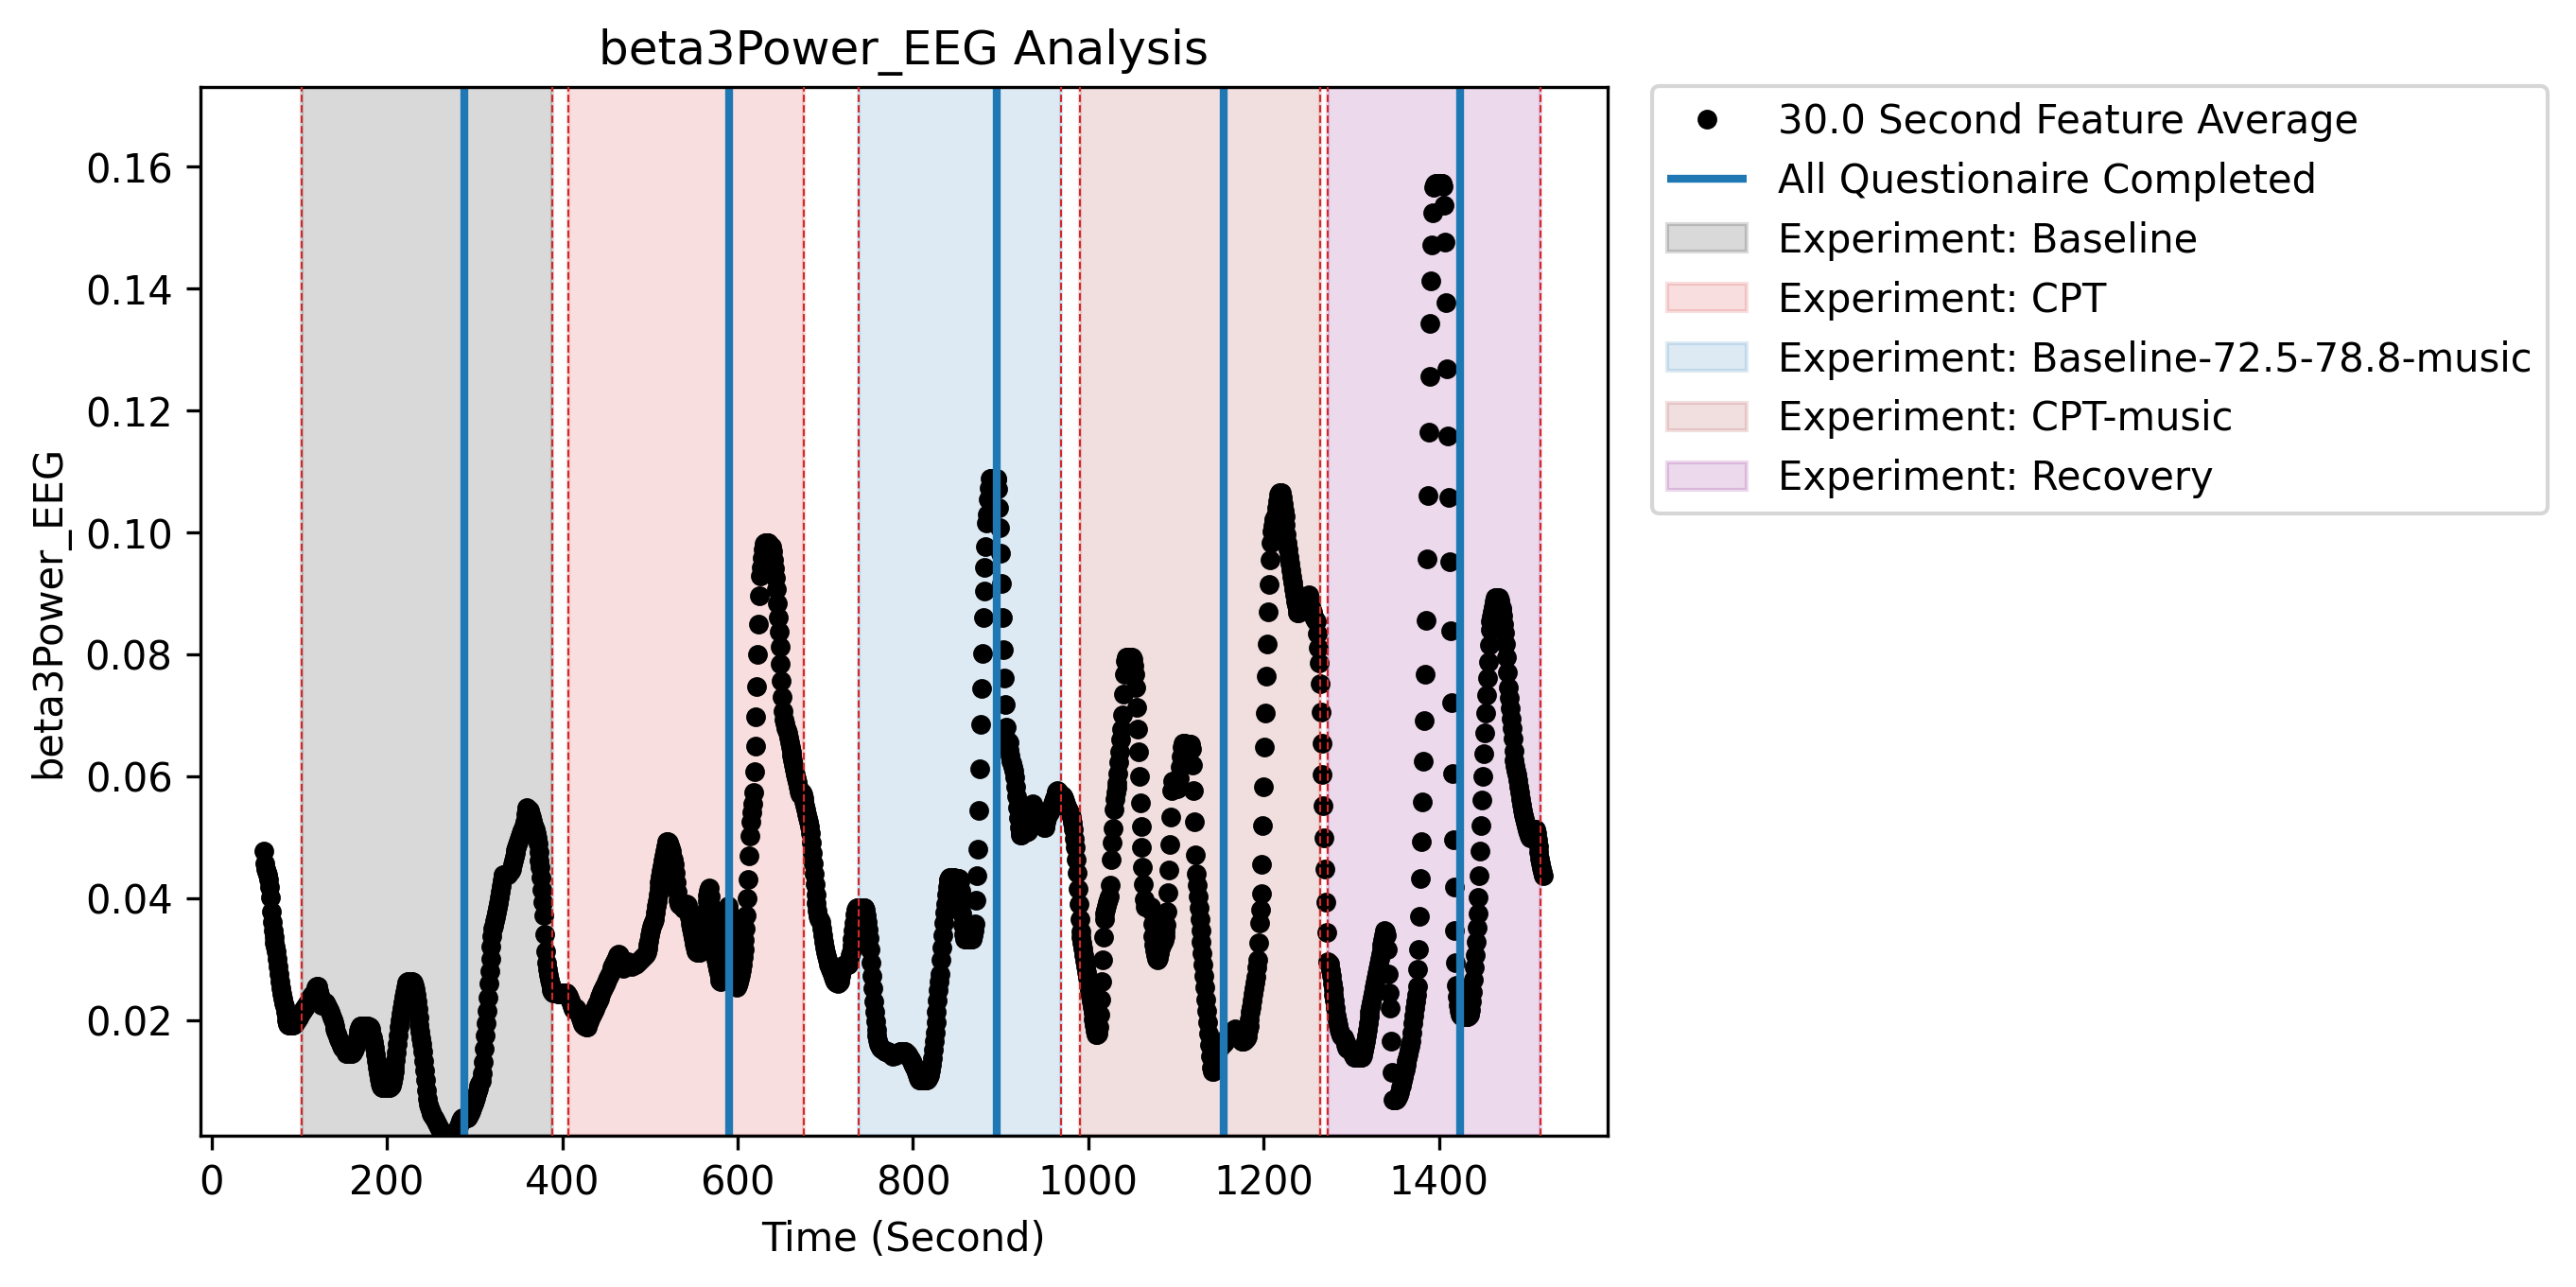 beta3Power_EEG Analysis
beta3Power_EEG
0.16
0.14
0.12
0.10
0.08
0.06
0.04
0.02
0 200 400 600 800 1000 1200 1400
Time (Second)
30.0 Second Feature Average
All Questionaire Completed
Experiment: Baseline
Experiment: CPT
Experiment: Baseline-72.5-78.8-music
Experiment: CPT-music
Experiment: Recovery